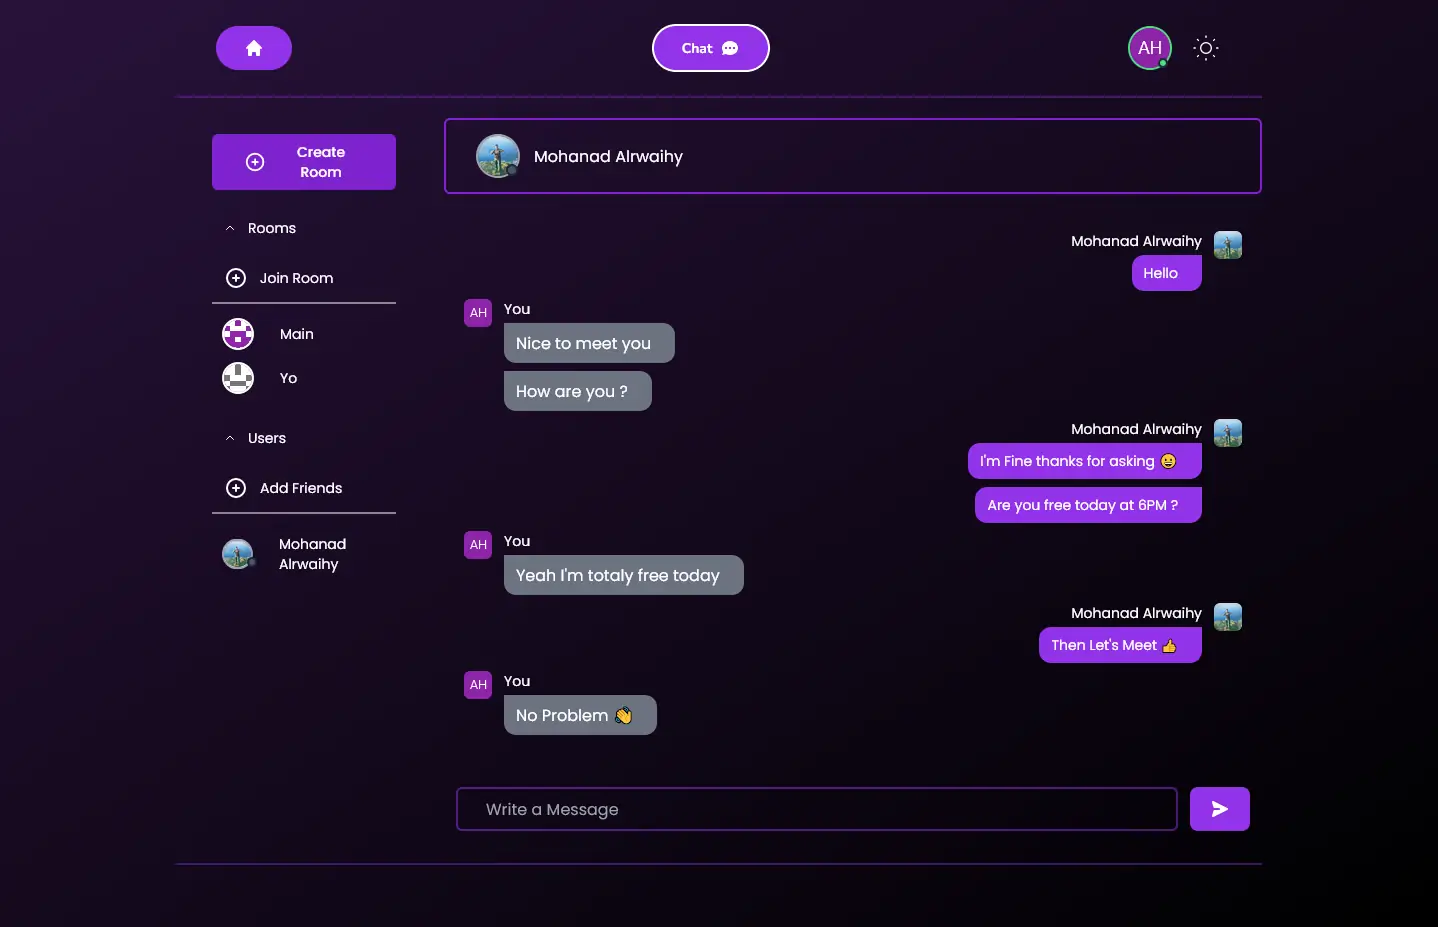 Chat
AH
Create
Room
Rooms
Join Room
Main
Yo
Users
Add Friends
Mohanad
Alrwaihy
Mohanad Alrwaihy
Mohanad Alrwaihy
Hello
AH
You
Nice to meet you
How are you ?
Mohanad Alrwaihy
I'm Fine thanks for asking 😀
Are you free today at 6PM ?
AH
You
Yeah I'm totaly free today
Mohanad Alrwaihy
Then Let's Meet 👍
AH
You
No Problem 👋
Write a Message